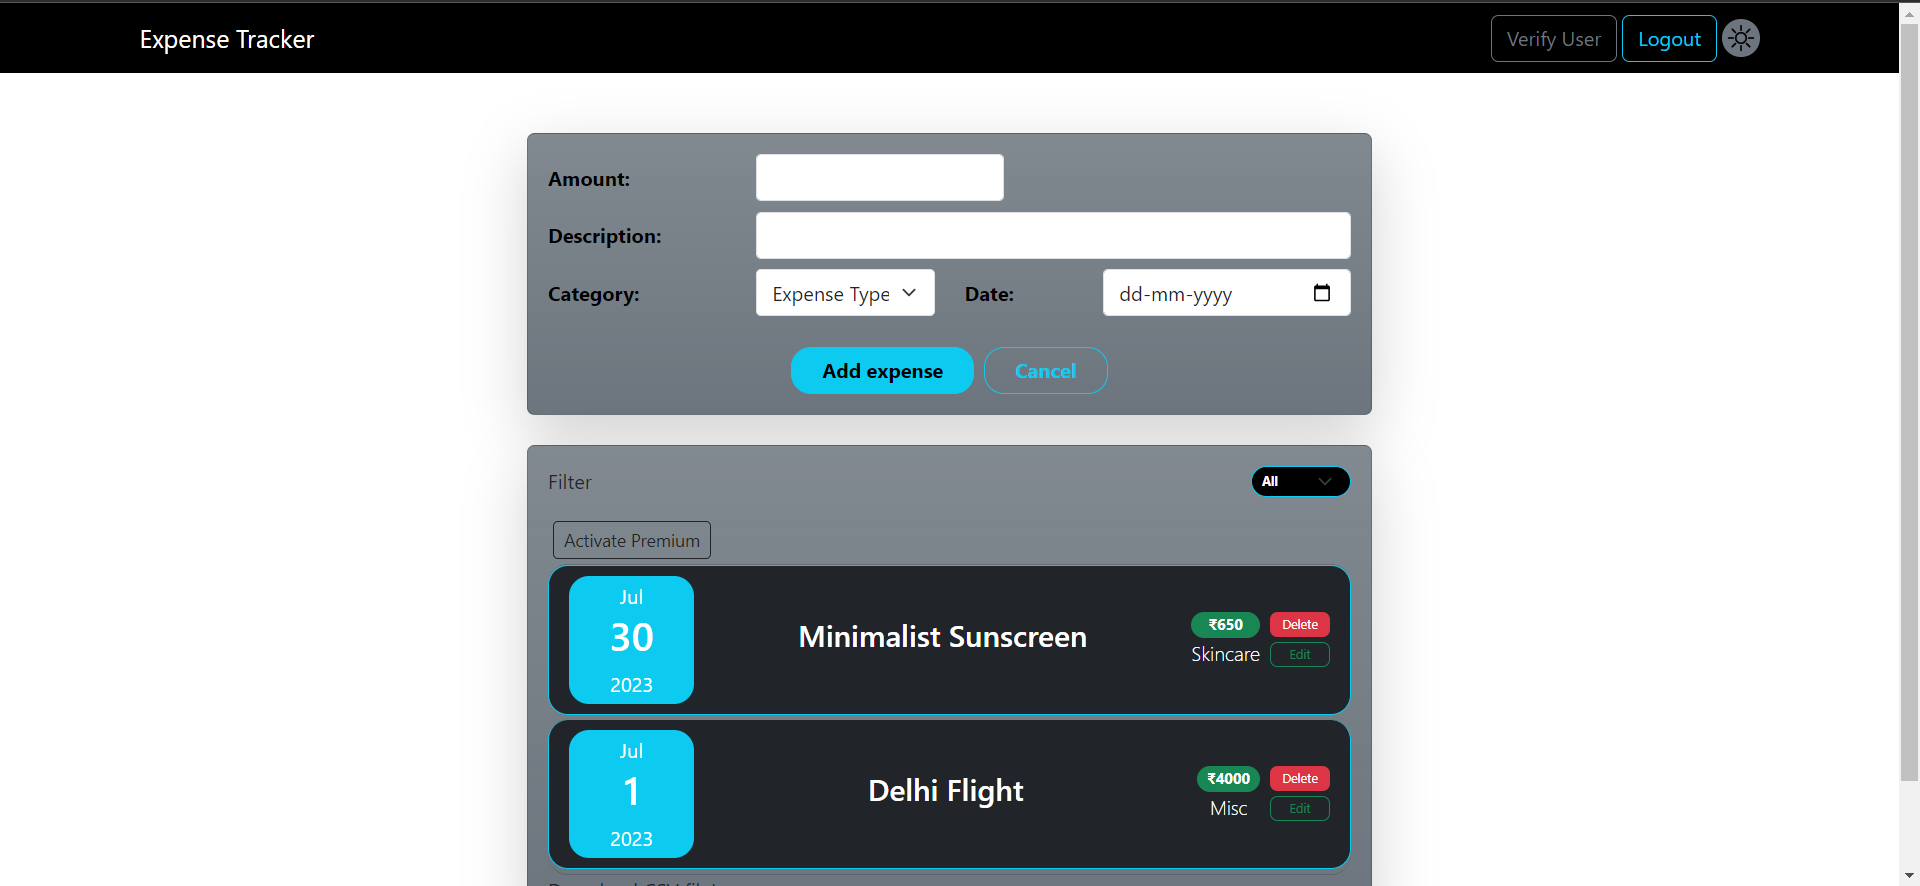 Expense Tracker
Verify User
Logout
Amount:
Description:
Category:
Expense Type
Date:
dd-mm-yyyy
Add expense
Cancel
Filter
All
Activate Premium
Jul
30
2023
Minimalist Sunscreen
₹650
Skincare
Delete
Edit
Jul
1
2023
Delhi Flight
₹4000
Misc
Delete
Edit